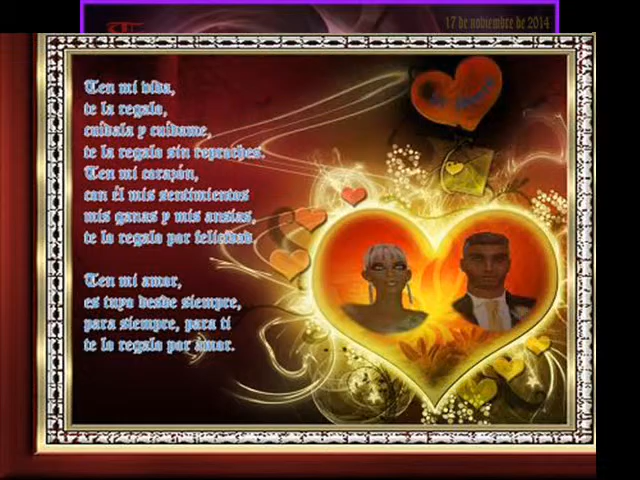 17 de noviembre de 2014
Ten mi vida,
te la regalo,
cuídala y cuídame,
te la regalo sin reproches.
Ten mi corazón,
con él mis sentimientos
mis ganas y mis ansias,
te lo regalo por felicidad
Ten mi amor,
es tuyo desde siempre,
para siempre, para ti
te lo regalo por amor.